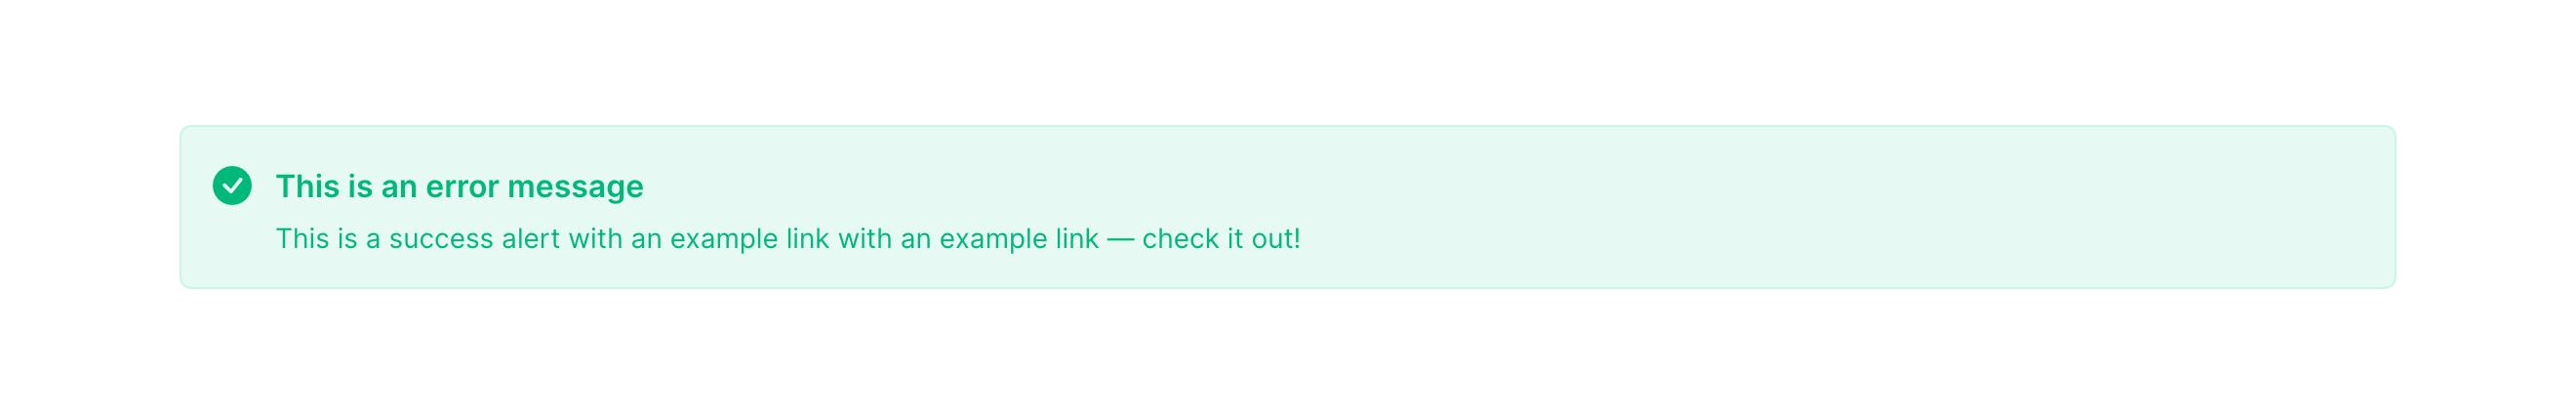 This is an error message
This is a success alert with an example link with an example link — check it out!